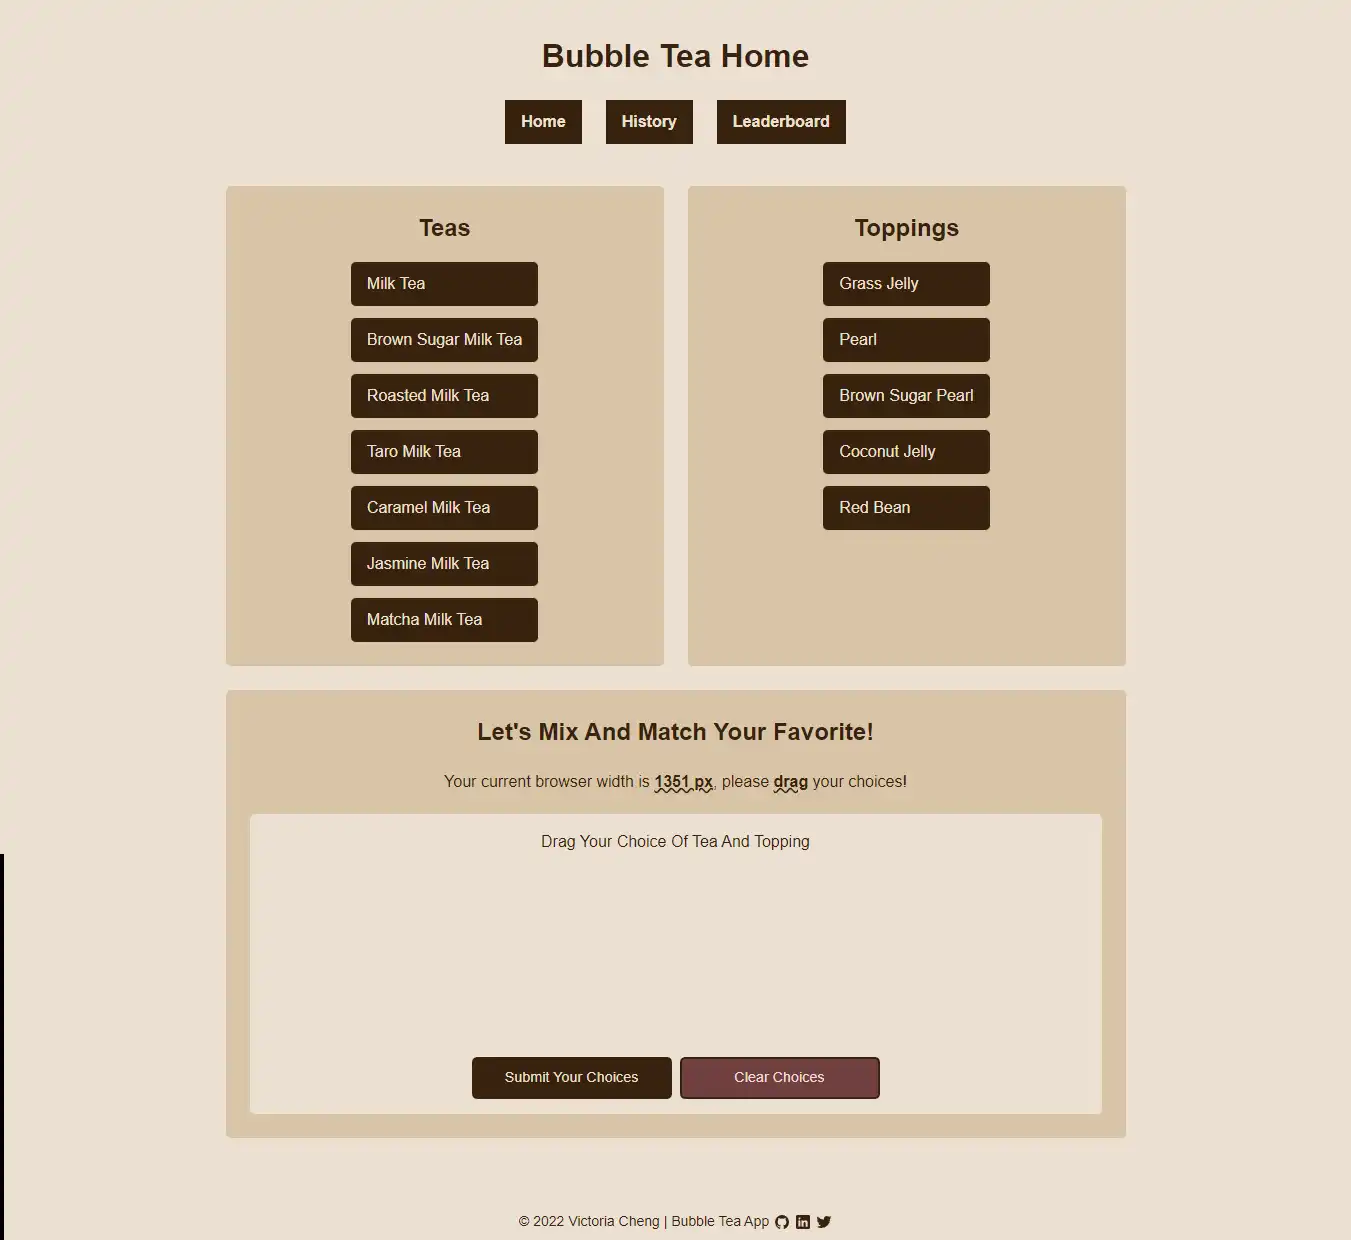 Bubble Tea Home
Home History Leaderboard
Teas
Milk Tea
Brown Sugar Milk Tea
Roasted Milk Tea
Taro Milk Tea
Caramel Milk Tea
Jasmine Milk Tea
Matcha Milk Tea
Toppings
Grass Jelly
Pearl
Brown Sugar Pearl
Coconut Jelly
Red Bean
Let's Mix And Match Your Favorite!
Your current browser width is 1351 px, please drag your choices!
Drag Your Choice Of Tea And Topping
Submit Your Choices Clear Choices
© 2022 Victoria Cheng | Bubble Tea App